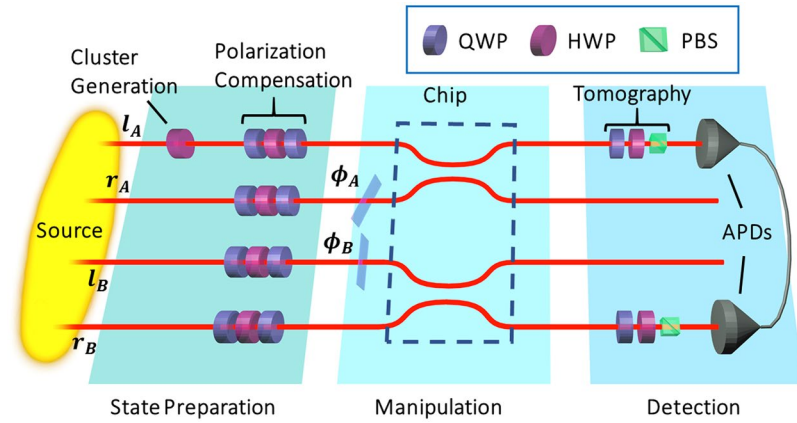 QWP HWP PBS
Cluster
Generation
Polarization
Compensation
Chip
Tomography
l_A
r_A
ϕ_A
Source
APDs
ϕ_B
l_B
r_B
State Preparation
Manipulation
Detection